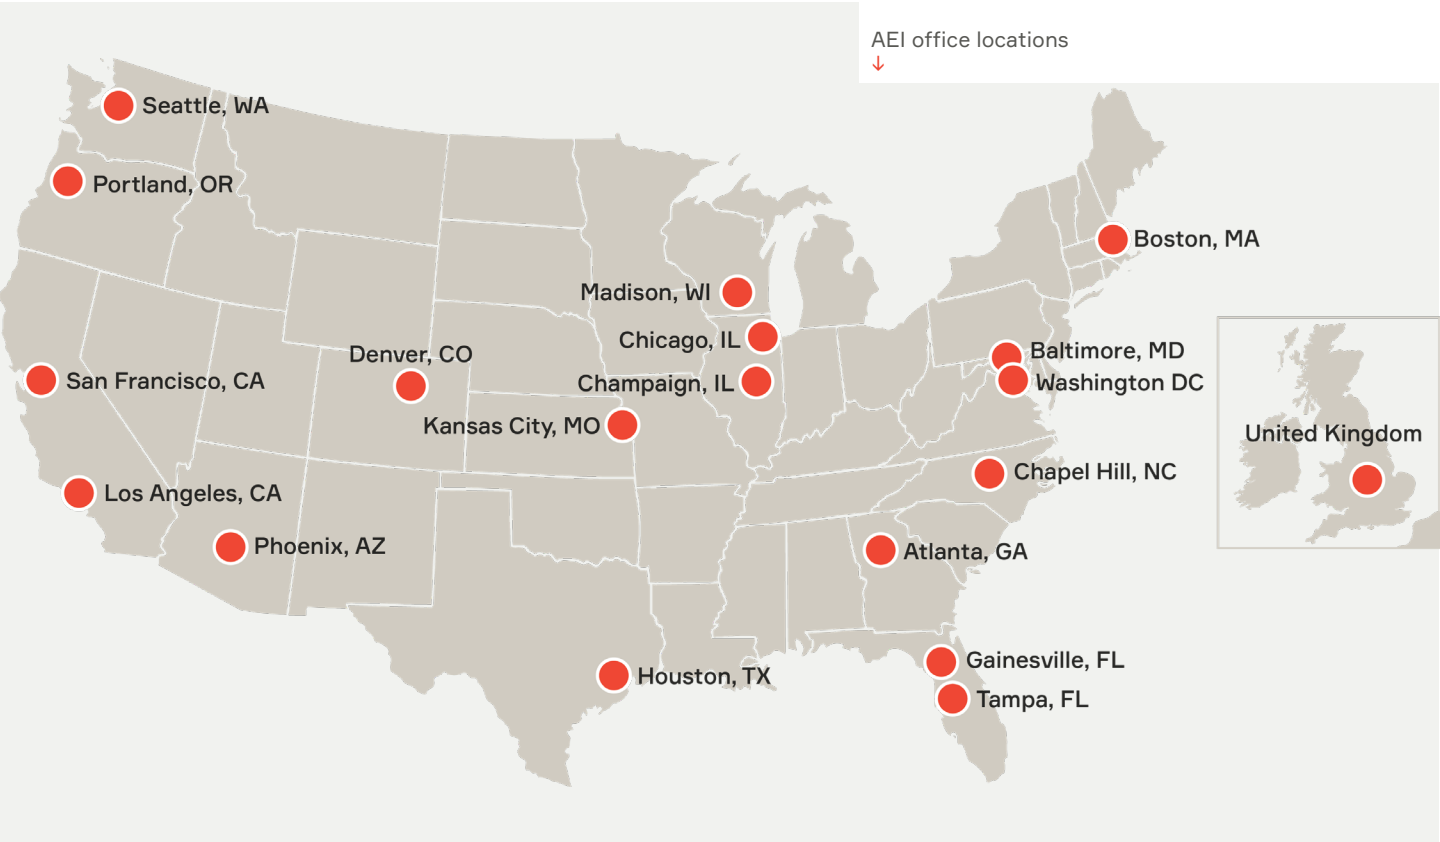 AEI office locations
↓
Seattle, WA
Portland, OR
Boston, MA
Madison, WI
Chicago, IL
Denver, CO
Baltimore, MD
San Francisco, CA
Champaign, IL
Washington DC
Kansas City, MO
United Kingdom
Chapel Hill, NC
Los Angeles, CA
Phoenix, AZ
Atlanta, GA
Gainesville, FL
Houston, TX
Tampa, FL